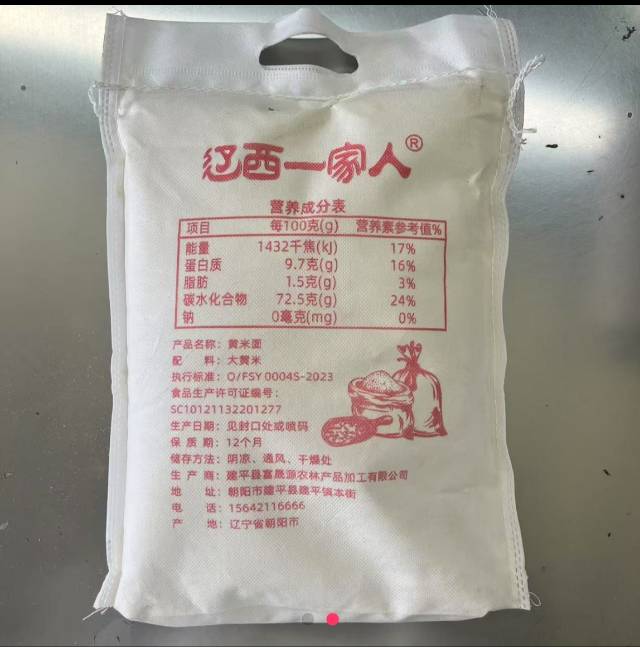 辽西一家人®
营养成分表
项目 每100克(g) 营养素参考值%
能量 1432千焦(kJ) 17%
蛋白质 9.7克(g) 16%
脂肪 1.5克(g) 3%
碳水化合物 72.5克(g) 24%
钠 0毫克(mg) 0%
产品名称：黄米面
配 料：大黄米
执行标准：Q/FSY 0004S-2023
食品生产许可证编号：
SC10121132201277
生产日期：见封口处或喷码
保 质 期：12个月
储存方法：阴凉、通风、干燥处
生 产 商：建平县富晟源农林产品加工有限公司
地 址：朝阳市建平县建平镇本街
电 话：15642116666
产 地：辽宁省朝阳市